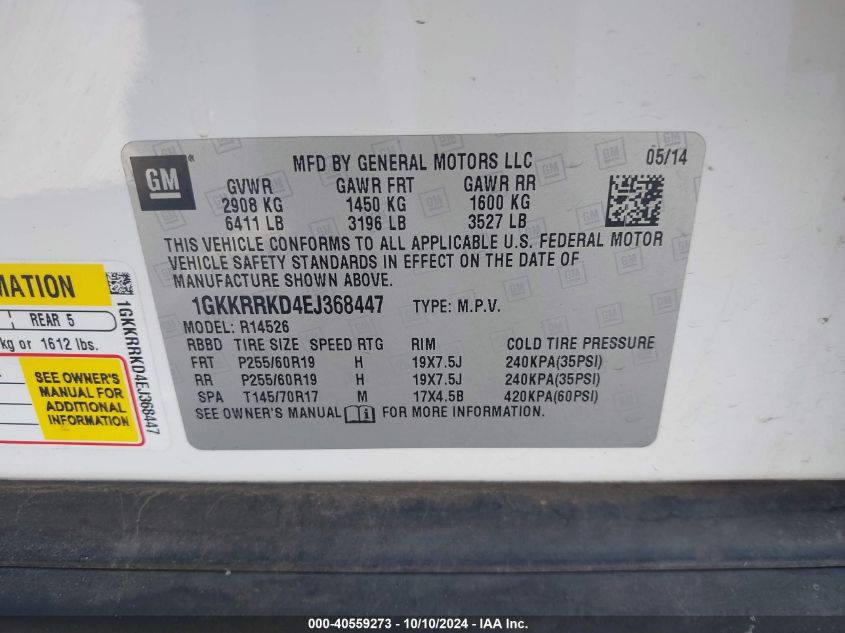 GM
MFD BY GENERAL MOTORS LLC 05/14
GVWR GAWR FRT GAWR RR
2908 KG 1450 KG 1600 KG
6411 LB 3196 LB 3527 LB
THIS VEHICLE CONFORMS TO ALL APPLICABLE U.S. FEDERAL MOTOR
VEHICLE SAFETY STANDARDS IN EFFECT ON THE DATE OF
MANUFACTURE SHOWN ABOVE.
1GKKRRKD4EJ368447 TYPE: M.P.V.
MODEL: R14526
RBBD TIRE SIZE SPEED RTG RIM COLD TIRE PRESSURE
FRT P255/60R19 H 19X7.5J 240KPA(35PSI)
RR P255/60R19 H 19X7.5J 240KPA(35PSI)
SPA T145/70R17 M 17X4.5B 420KPA(60PSI)
SEE OWNER'S MANUAL FOR MORE INFORMATION.
MATION
REAR 5
kg or 1612 lbs.
SEE OWNER'S
MANUAL FOR
ADDITIONAL
INFORMATION
1GKKRRKD4EJ368447
000-40559273 - 10/10/2024 - IAA Inc.